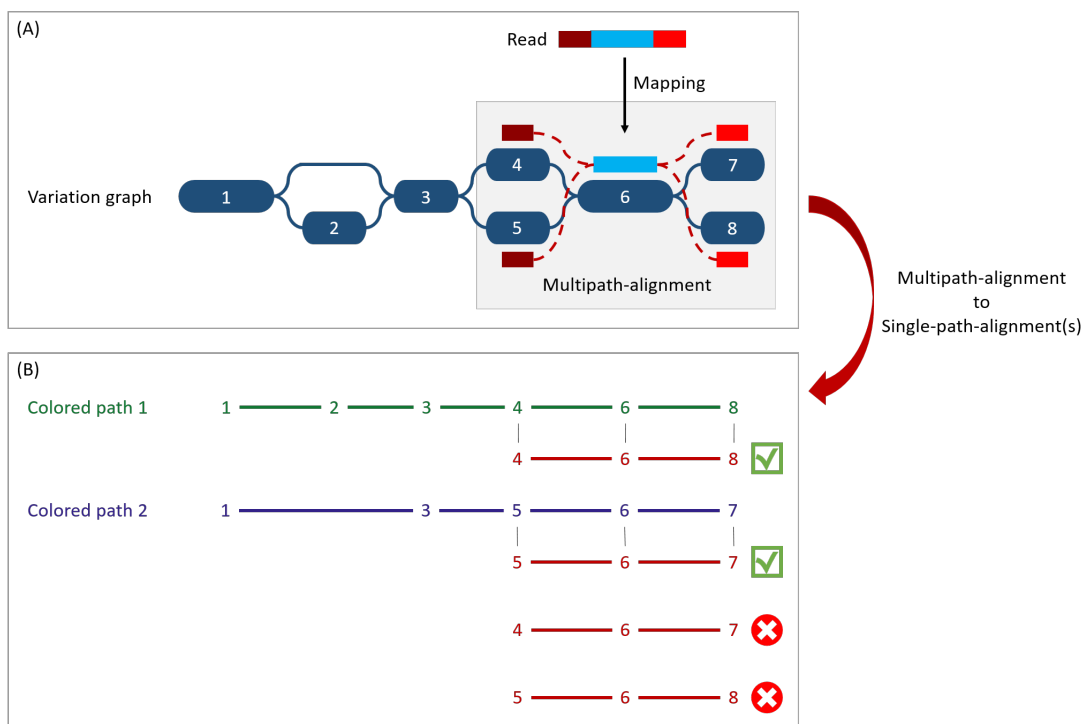 (A)
Read
Mapping
Variation graph
1
2
3
4
5
6
7
8
Multipath-alignment
Multipath-alignment
to
Single-path-alignment(s)
(B)
Colored path 1 1 2 3 4 6 8
4 6 8
Colored path 2 1 3 5 6 7
5 6 7
4 6 7
5 6 8